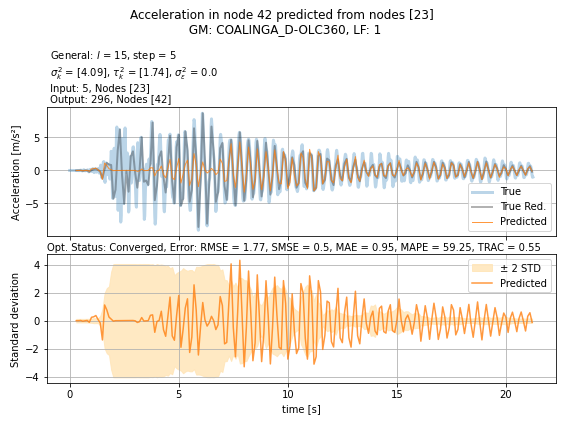 Acceleration in node 42 predicted from nodes [23]
GM: COALINGA_D-OLC360, LF: 1
General: l = 15, step = 5
σ²ₖ = [4.09], τ²ₖ = [1.74], σ²ε = 0.0
Input: 5, Nodes [23]
Output: 296, Nodes [42]
Acceleration [m/s²]
5
0
−5
True
True Red.
Predicted
Opt. Status: Converged, Error: RMSE = 1.77, SMSE = 0.5, MAE = 0.95, MAPE = 59.25, TRAC = 0.55
Standard deviation
4
2
0
−2
−4
± 2 STD
Predicted
0 5 10 15 20
time [s]